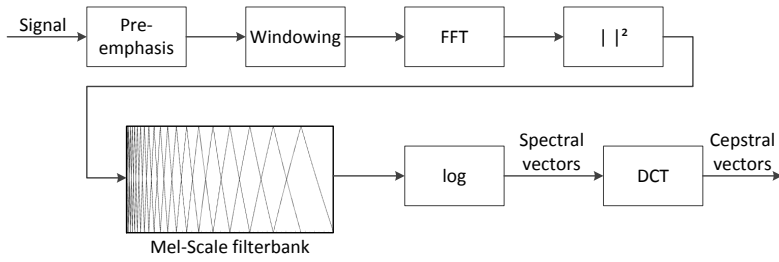 Signal
Pre-
emphasis
Windowing
FFT
| |²
Mel-Scale filterbank
log
Spectral
vectors
DCT
Cepstral
vectors